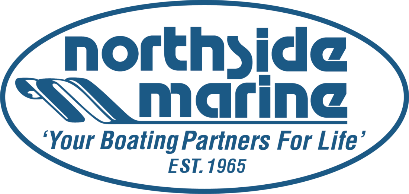 northside
marine
'Your Boating Partners For Life'
EST. 1965